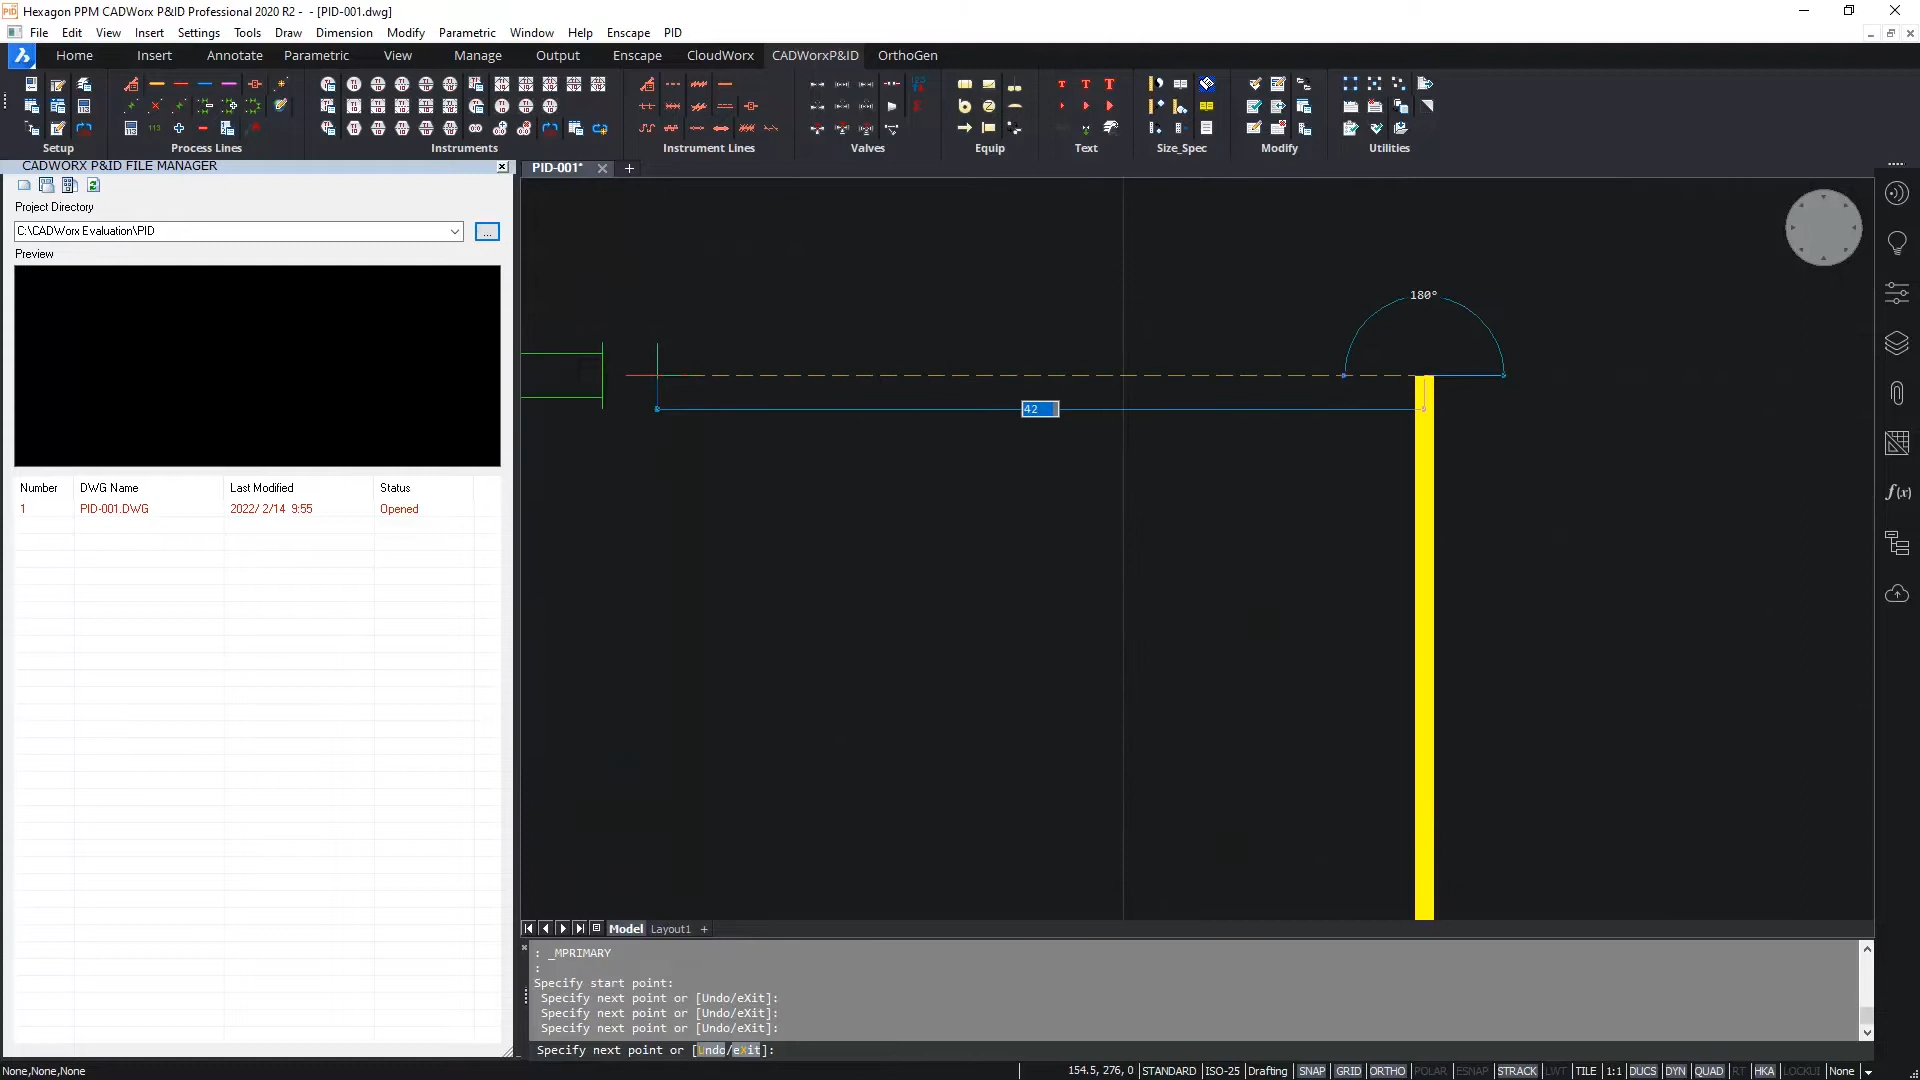 Hexagon PPM CADWorx P&ID Professional 2020 R2 - - [PID-001.dwg]
File Edit View Insert Settings Tools Draw Dimension Modify Parametric Window Help Enscape PID
Home Insert Annotate Parametric View Manage Output Enscape CloudWorx CADWorxP&ID OrthoGen
Setup Process Lines Instruments Instrument Lines Valves Equip Text Size_Spec Modify Utilities
CADWORX P&ID FILE MANAGER
PID-001*
Project Directory
C:\CADWorx Evaluation\PID
...
Preview
180°
42
Number DWG Name Last Modified Status
1 PID-001.DWG 2022/ 2/14 9:55 Opened
f(x)
Model Layout1 +
: _MPRIMARY
:
Specify start point:
Specify next point or [Undo/eXit]:
Specify next point or [Undo/eXit]:
Specify next point or [Undo/eXit]:
Specify next point or [Undo/eXit]:
None,None,None
154.5, 276, 0 STANDARD ISO-25 Drafting SNAP GRID ORTHO POLAR ESNAP STRACK LWT TILE 1:1 DUCS DYN QUAD RT HKA LOCKUI None